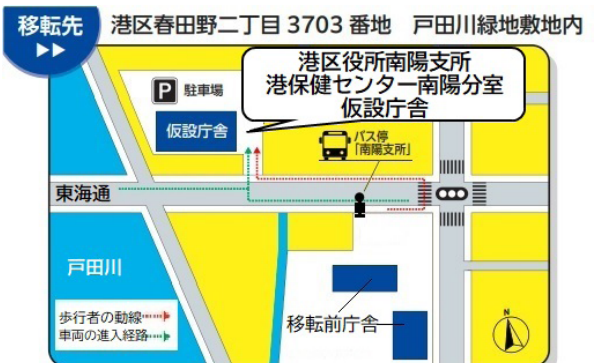 移転先
港区春田野二丁目 3703 番地 戸田川緑地敷地内
港区役所南陽支所
港保健センター南陽分室
仮設庁舎
P 駐車場
仮設庁舎
バス停
「南陽支所」
東海通
戸田川
歩行者の動線
車両の進入経路
移転前庁舎
N